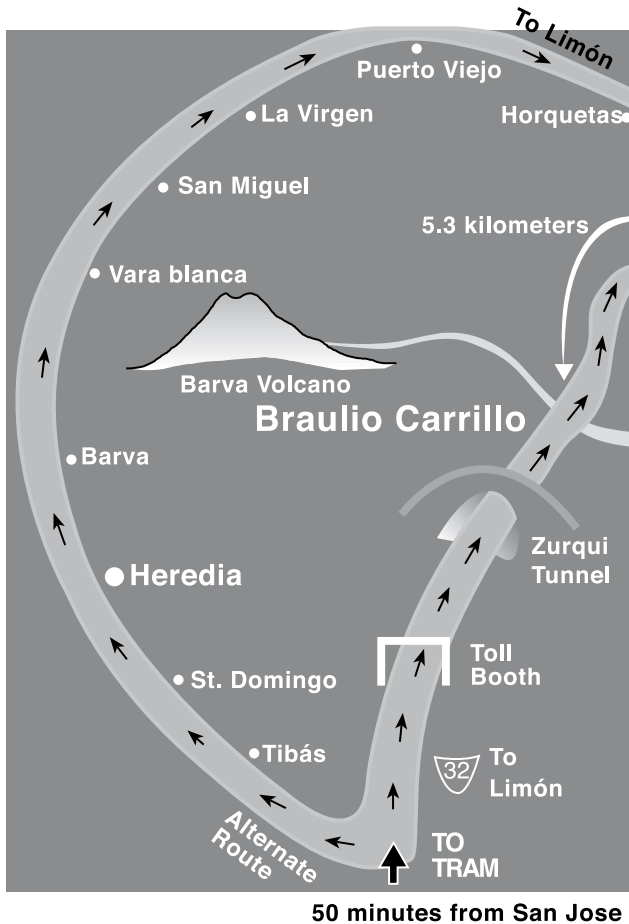 To Limón
Puerto Viejo
La Virgen
Horquetas
San Miguel
5.3 kilometers
Vara blanca
Barva Volcano
Braulio Carrillo
Barva
Zurqui
Tunnel
Heredia
Toll
Booth
St. Domingo
Tibás
32
To
Limón
Alternate
Route
TO
TRAM
50 minutes from San Jose